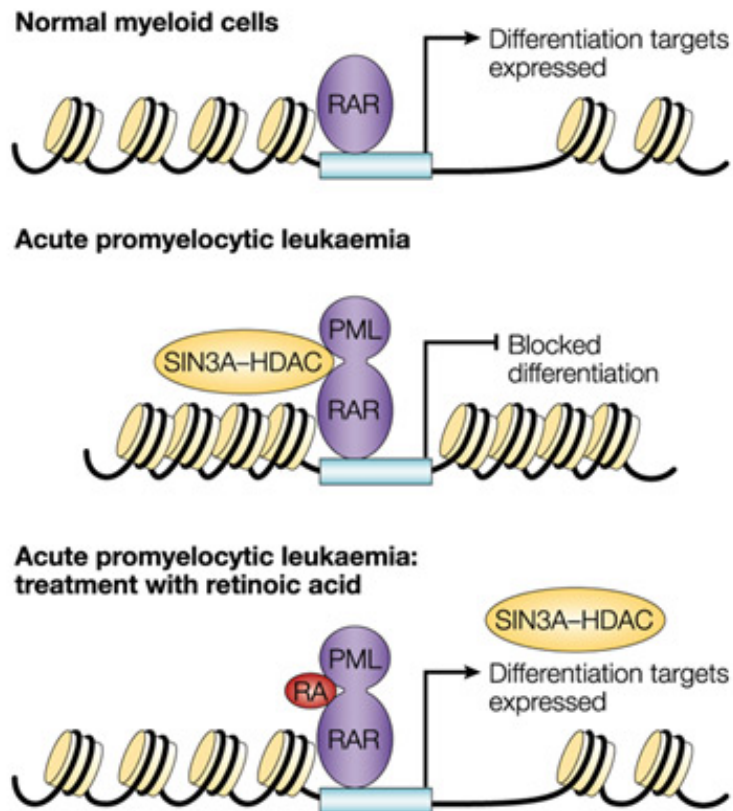 Normal myeloid cells
RAR
Differentiation targets
expressed
Acute promyelocytic leukaemia
PML
SIN3A–HDAC
RAR
Blocked
differentiation
Acute promyelocytic leukaemia:
treatment with retinoic acid
SIN3A–HDAC
PML
RA
RAR
Differentiation targets
expressed